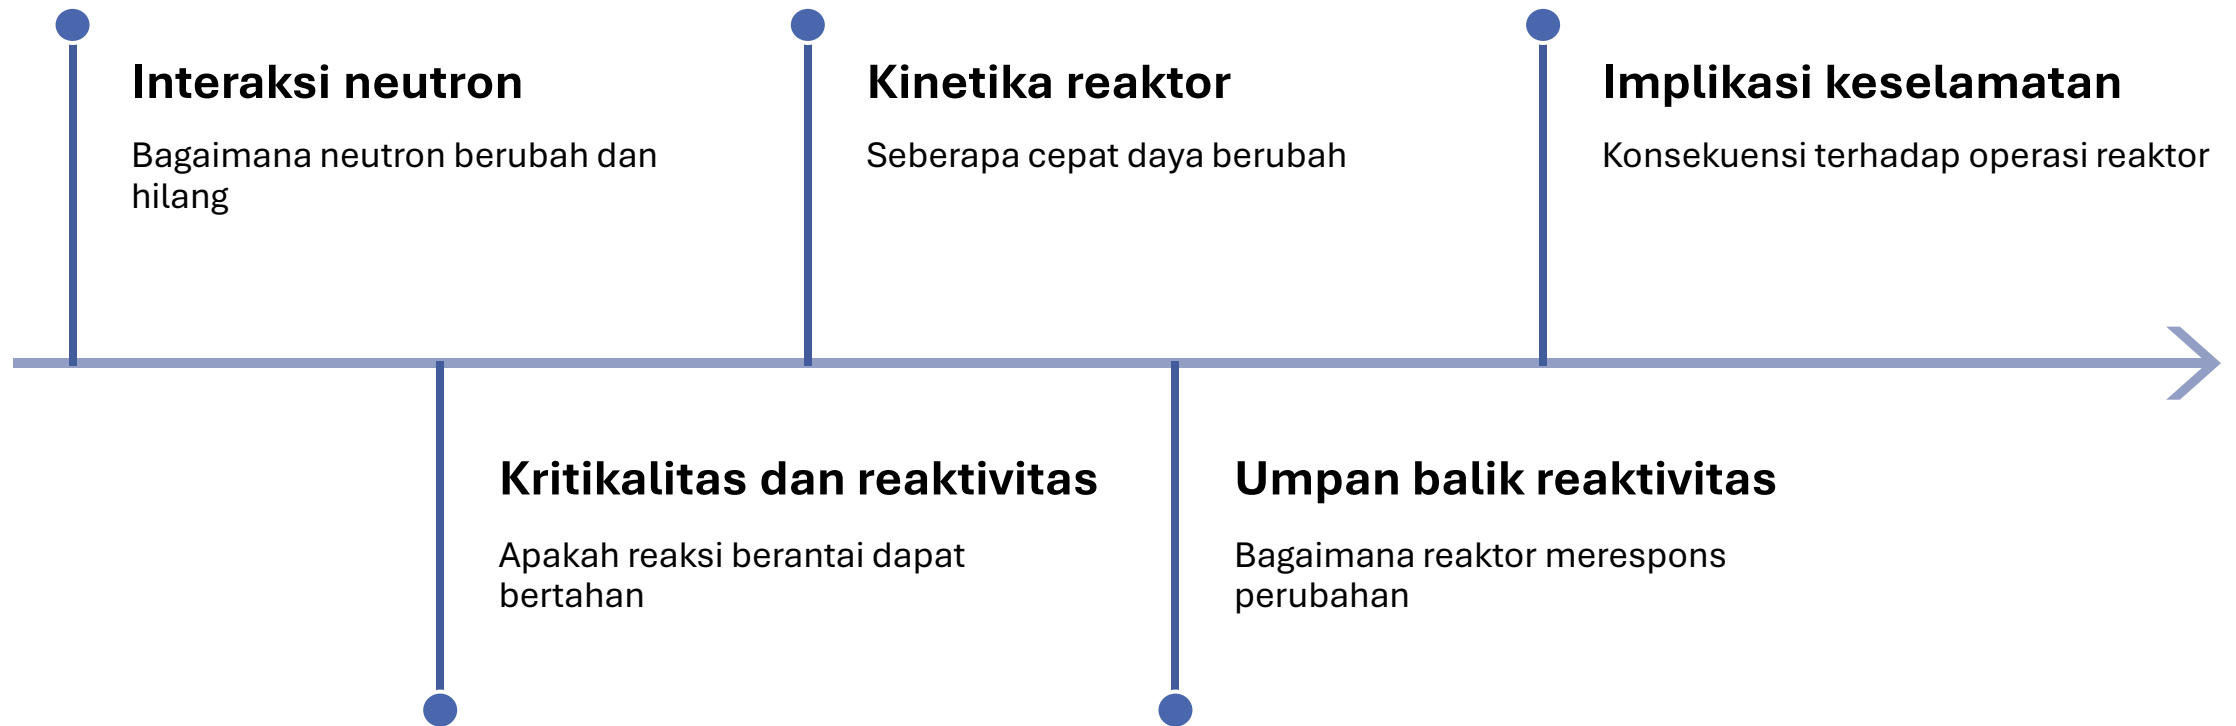 Interaksi neutron
Bagaimana neutron berubah dan
hilang
Kritikalitas dan reaktivitas
Apakah reaksi berantai dapat
bertahan
Kinetika reaktor
Seberapa cepat daya berubah
Umpan balik reaktivitas
Bagaimana reaktor merespons
perubahan
Implikasi keselamatan
Konsekuensi terhadap operasi reaktor